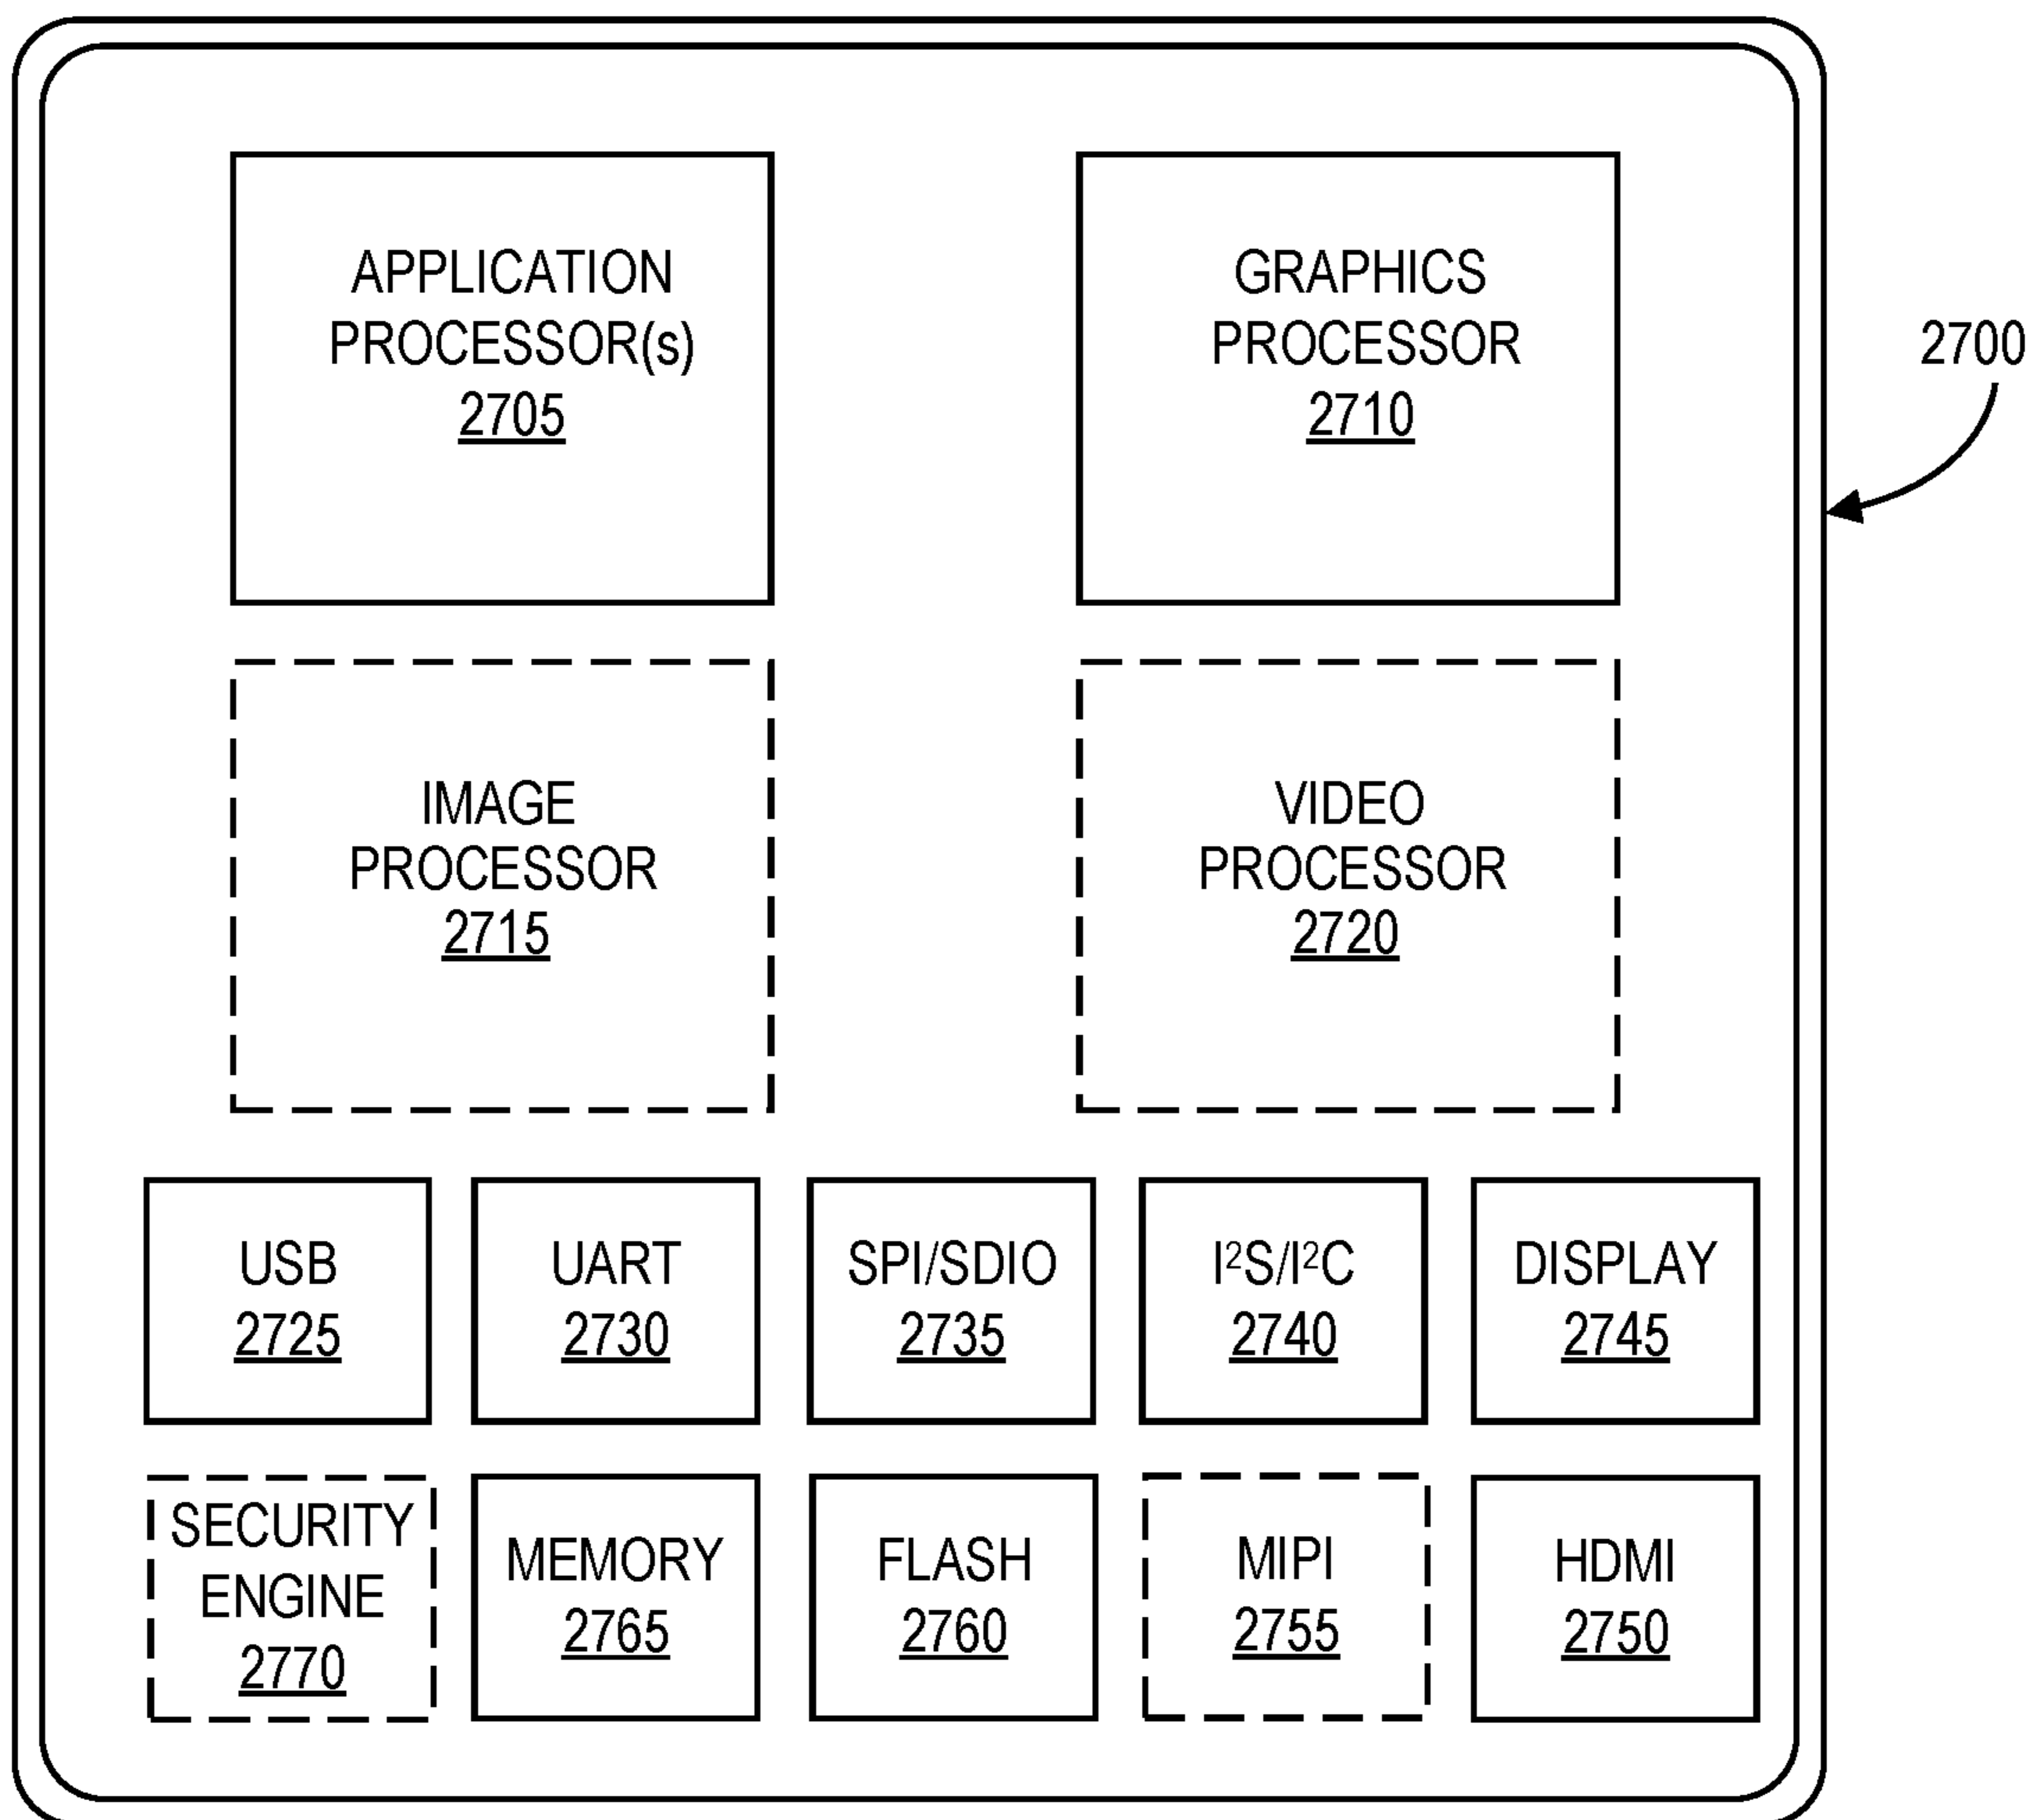 APPLICATION
PROCESSOR(s)
2705
GRAPHICS
PROCESSOR
2710
2700
IMAGE
PROCESSOR
2715
VIDEO
PROCESSOR
2720
USB
2725
UART
2730
SPI/SDIO
2735
I²S/I²C
2740
DISPLAY
2745
SECURITY
ENGINE
2770
MEMORY
2765
FLASH
2760
MIPI
2755
HDMI
2750